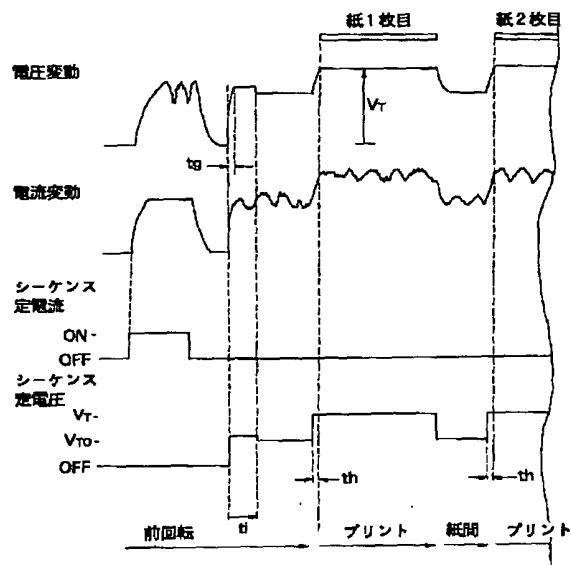 紙1枚目
紙2枚目
電圧変動
VT
tg
電流変動
シーケンス
定電流
ON-
OFF
シーケンス
定電圧
VT-
VTO-
OFF
th
th
ti
前回転
プリント
紙間
プリント